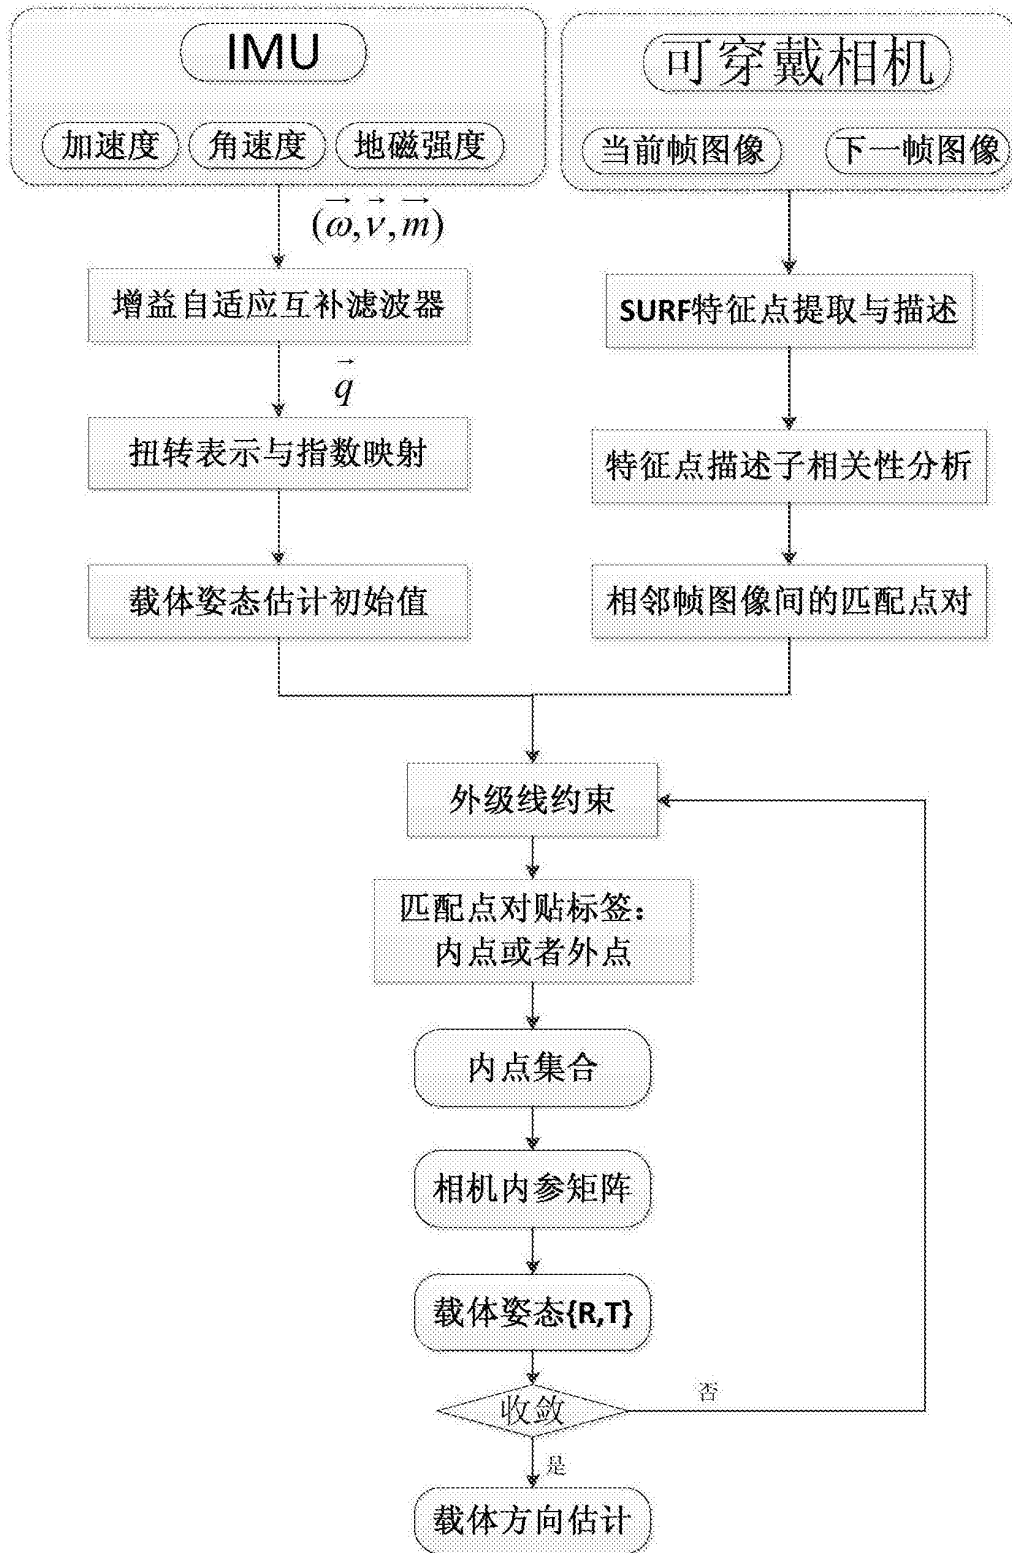 IMU
加速度
角速度
地磁强度
可穿戴相机
当前帧图像
下一帧图像
(ω,ν,m)
增益自适应互补滤波器
q
扭转表示与指数映射
载体姿态估计初始值
SURF特征点提取与描述
特征点描述子相关性分析
相邻帧图像间的匹配点对
外级线约束
匹配点对贴标签：
内点或者外点
内点集合
相机内参矩阵
载体姿态{R,T}
收敛
否
是
载体方向估计